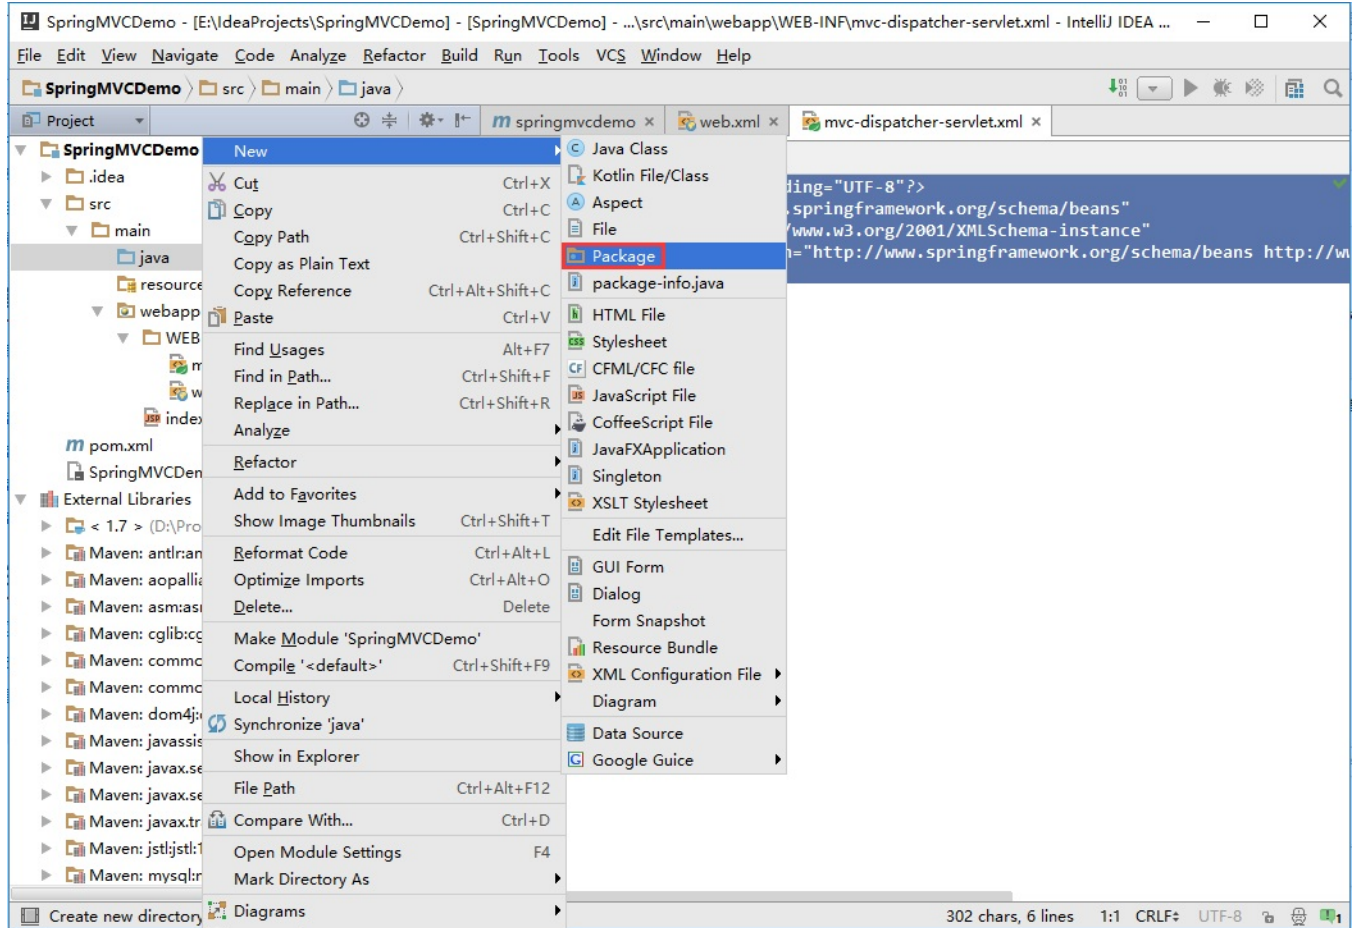 SpringMVCDemo - [E:\IdeaProjects\SpringMVCDemo] - [SpringMVCDemo] - ...\src\main\webapp\WEB-INF\mvc-dispatcher-servlet.xml - IntelliJ IDEA ...
File Edit View Navigate Code Analyze Refactor Build Run Tools VCS Window Help
SpringMVCDemo src main java
Project
springmvcdemo
web.xml
mvc-dispatcher-servlet.xml
SpringMVCDemo
.idea
src
main
java
resource
webapp
WEB
m
w
index
pom.xml
SpringMVCDen
External Libraries
< 1.7 > (D:\Pro
Maven: antlr:an
Maven: aopallia
Maven: asm:asm
Maven: cglib:cg
Maven: commo
Maven: commo
Maven: dom4j:
Maven: javassis
Maven: javax.se
Maven: javax.se
Maven: javax.tr
Maven: jstl:jstl:1
Maven: mysql:
New
Cut Ctrl+X
Copy Ctrl+C
Copy Path Ctrl+Shift+C
Copy as Plain Text
Copy Reference Ctrl+Alt+Shift+C
Paste Ctrl+V
Find Usages Alt+F7
Find in Path... Ctrl+Shift+F
Replace in Path... Ctrl+Shift+R
Analyze
Refactor
Add to Favorites
Show Image Thumbnails Ctrl+Shift+T
Reformat Code Ctrl+Alt+L
Optimize Imports Ctrl+Alt+O
Delete... Delete
Make Module 'SpringMVCDemo'
Compile '<default>' Ctrl+Shift+F9
Local History
Synchronize 'java'
Show in Explorer
File Path Ctrl+Alt+F12
Compare With... Ctrl+D
Open Module Settings F4
Mark Directory As
Diagrams
Java Class
Kotlin File/Class
Aspect
File
Package
package-info.java
HTML File
Stylesheet
CFML/CFC file
JavaScript File
CoffeeScript File
JavaFXApplication
Singleton
XSLT Stylesheet
Edit File Templates...
GUI Form
Dialog
Form Snapshot
Resource Bundle
XML Configuration File
Diagram
Data Source
Google Guice
ding="UTF-8"?>
.springframework.org/schema/beans"
/www.w3.org/2001/XMLSchema-instance"
n="http://www.springframework.org/schema/beans http://w
Create new directory
302 chars, 6 lines 1:1 CRLF UTF-8 1